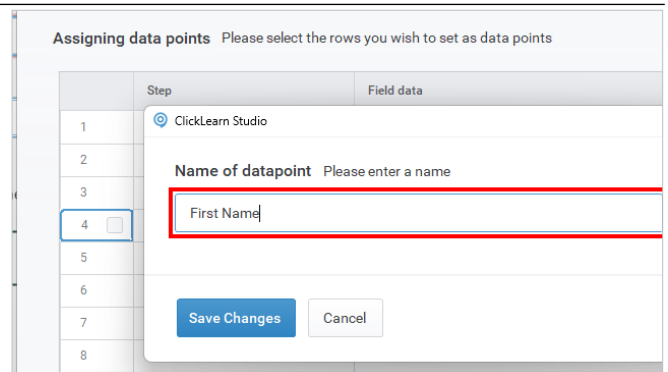 Assigning data points Please select the rows you wish to set as data points
Step Field data
1
ClickLearn Studio
2
Name of datapoint Please enter a name
3
First Name
4
5
6
Save Changes Cancel
7
8